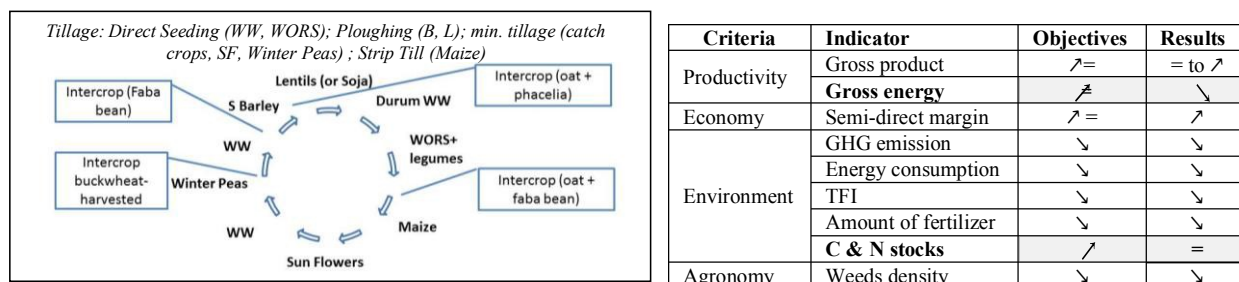 Tillage: Direct Seeding (WW, WORS); Ploughing (B, L); min. tillage (catch
crops, SF, Winter Peas) ; Strip Till (Maize)
Lentils (or Soja)
Intercrop (Faba
bean)
S Barley
Durum WW
Intercrop (oat +
phacelia)
WW
WORS+
legumes
Intercrop
buckwheat-
harvested
Winter Peas
Intercrop (oat +
faba bean)
WW
Maize
Sun Flowers
Criteria Indicator Objectives Results
Productivity
Gross product ↗= = to ↗
Gross energy ↗= ↘
Economy Semi-direct margin ↗ = ↗
Environment
GHG emission ↘ ↘
Energy consumption ↘ ↘
TFI ↘ ↘
Amount of fertilizer ↘ ↘
C & N stocks ↗ =
Agronomy Weeds density ↘ ↘